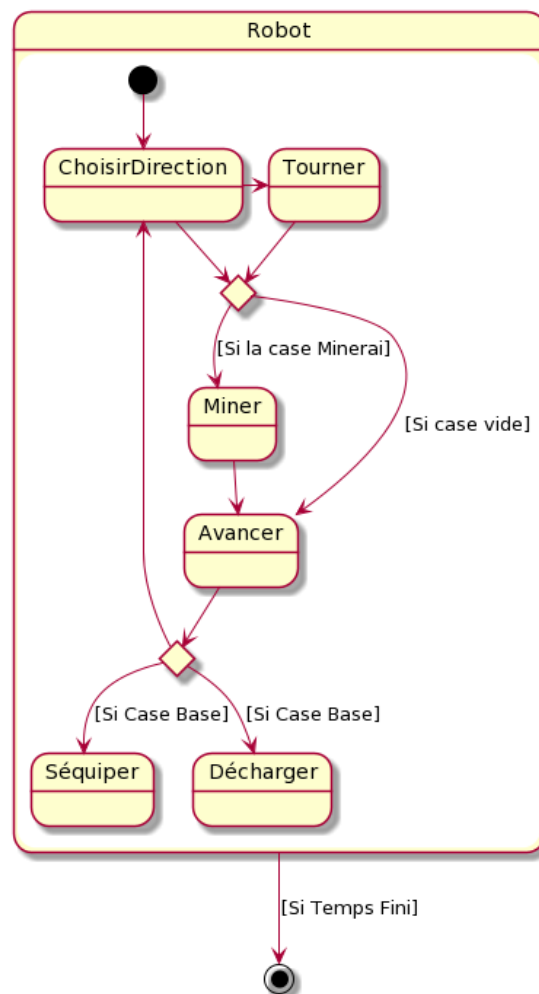 Robot
ChoisirDirection
Tourner
[Si la case Minerai]
Miner
[Si case vide]
Avancer
[Si Case Base]
[Si Case Base]
Séquiper
Décharger
[Si Temps Fini]